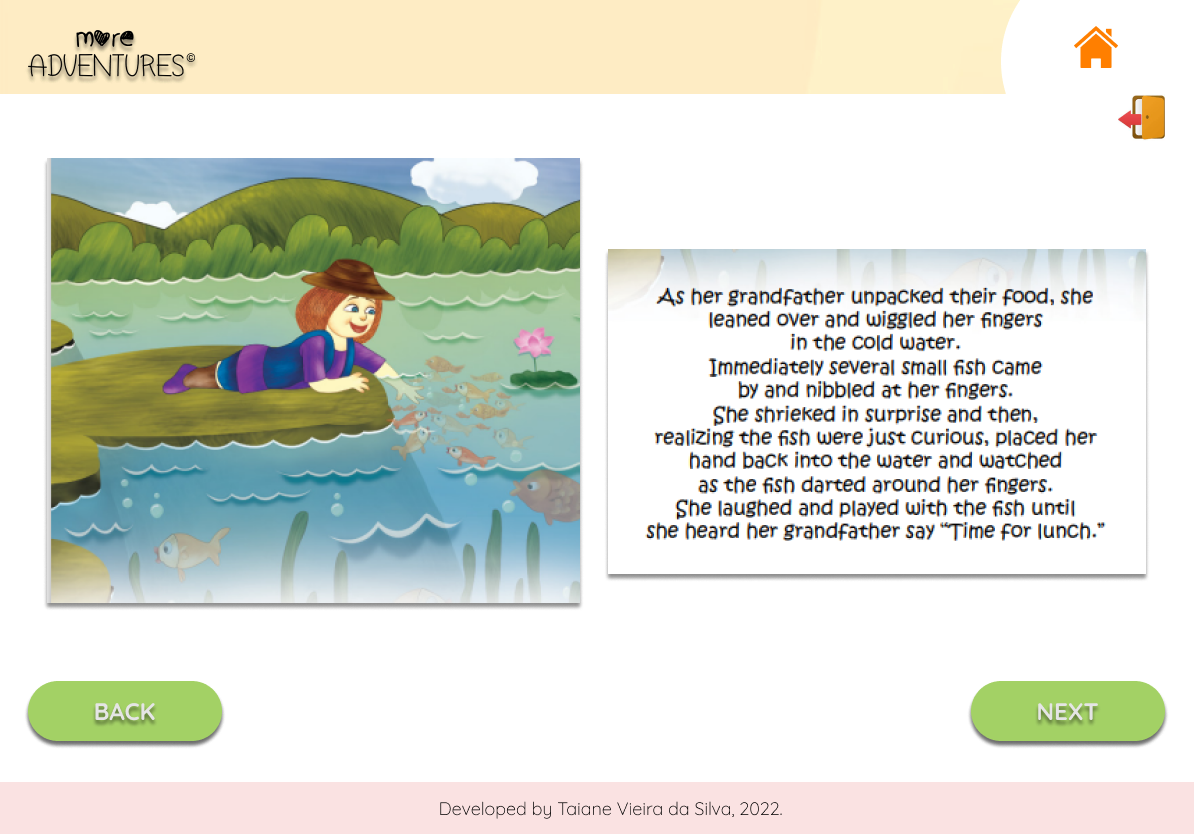 more
ADVENTURES©
As her grandfather unpacked their food, she
leaned over and wiggled her fingers
in the cold water.
Immediately several small fish came
by and nibbled at her fingers.
She shrieked in surprise and then,
realizing the fish were just curious, placed her
hand back into the water and watched
as the fish darted around her fingers.
She laughed and played with the fish until
she heard her grandfather say “Time for lunch.”
BACK
NEXT
Developed by Taiane Vieira da Silva, 2022.